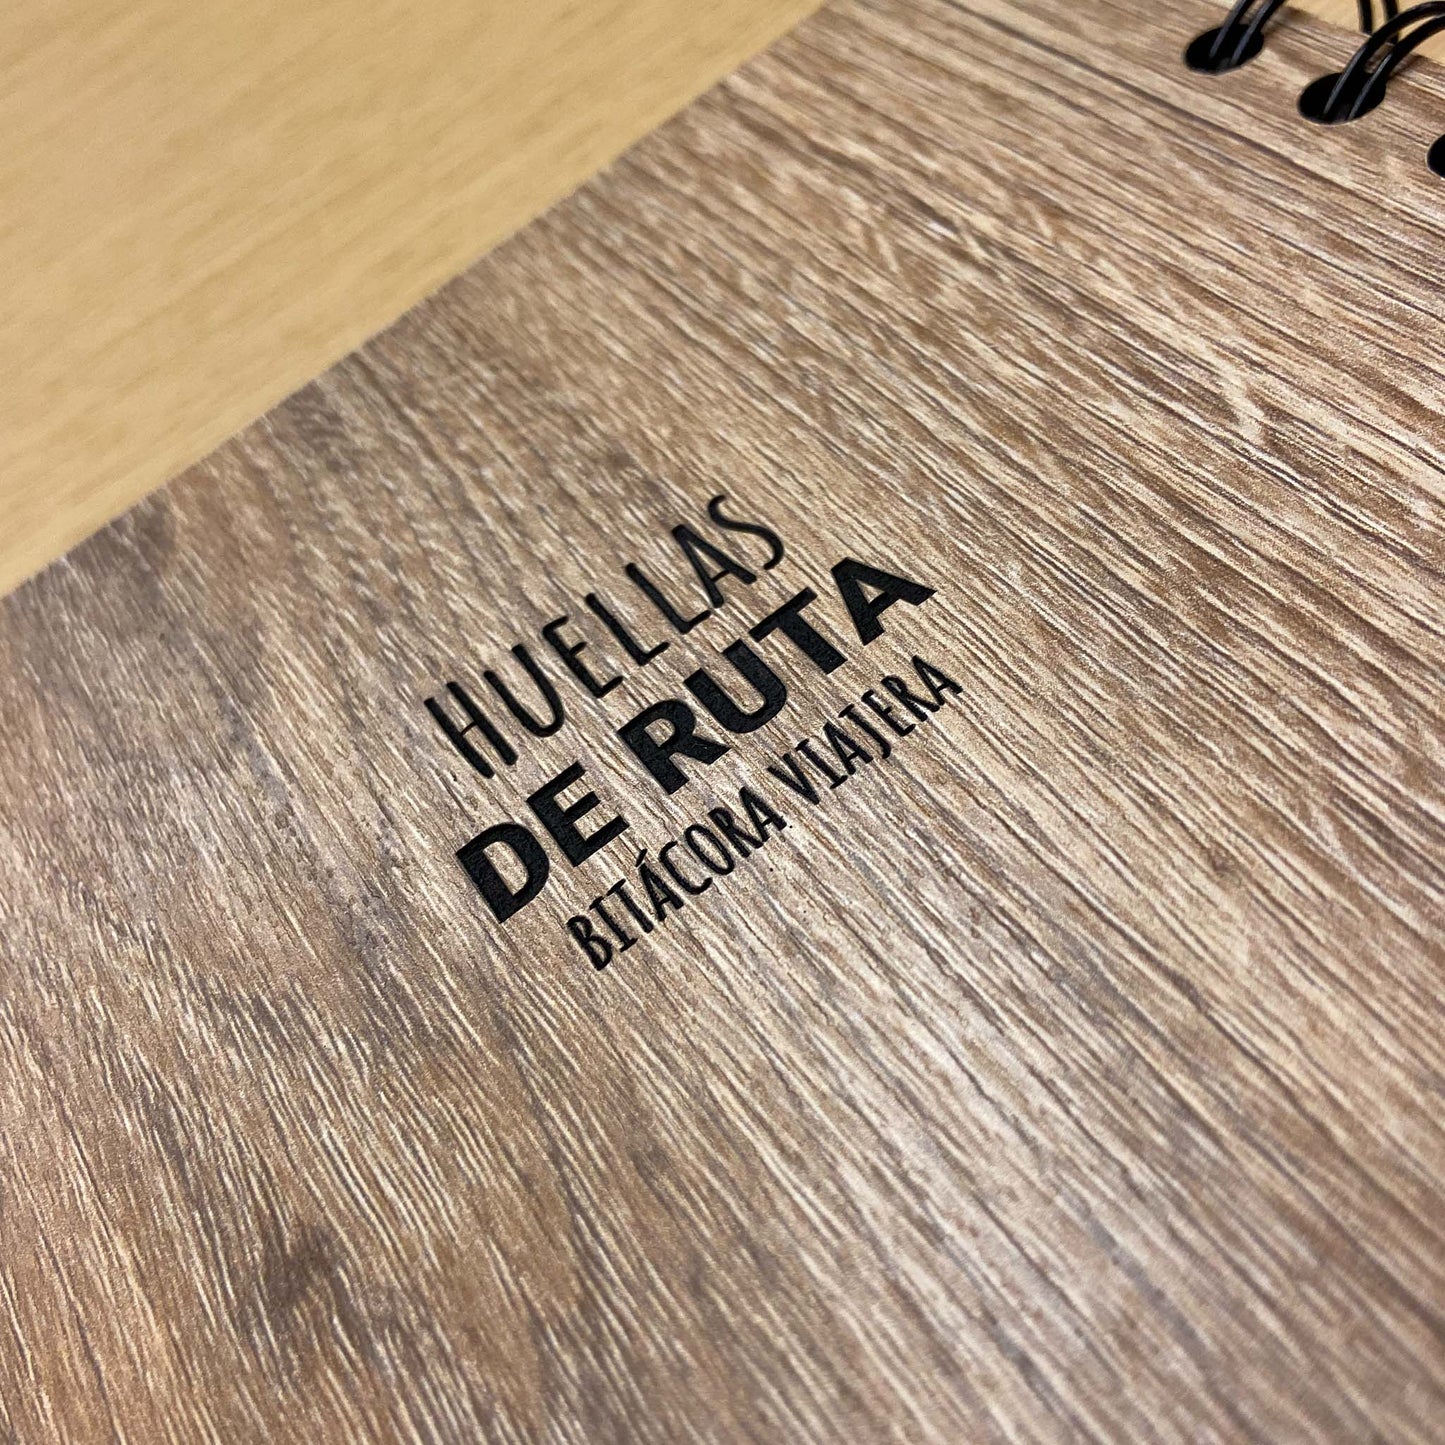 HUELLAS
DE RUTA
BITÁCORA VIAJERA